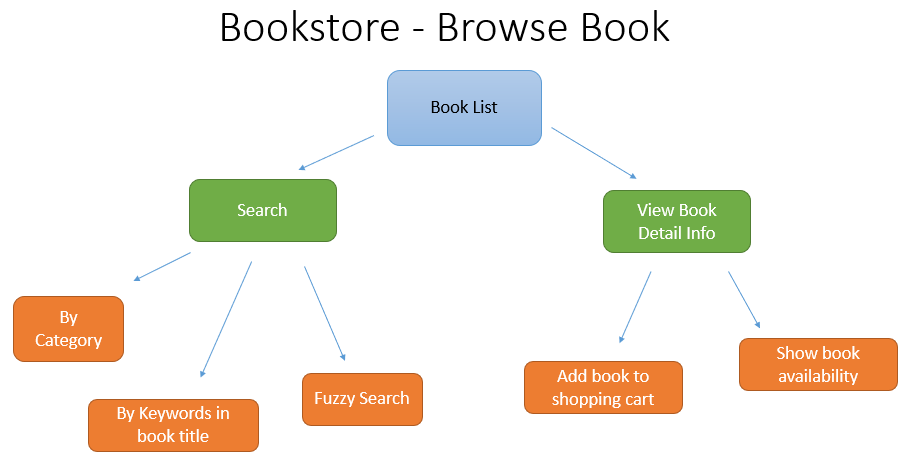 Bookstore - Browse Book
Book List
Search
View Book
Detail Info
By
Category
By Keywords in
book title
Fuzzy Search
Add book to
shopping cart
Show book
availability